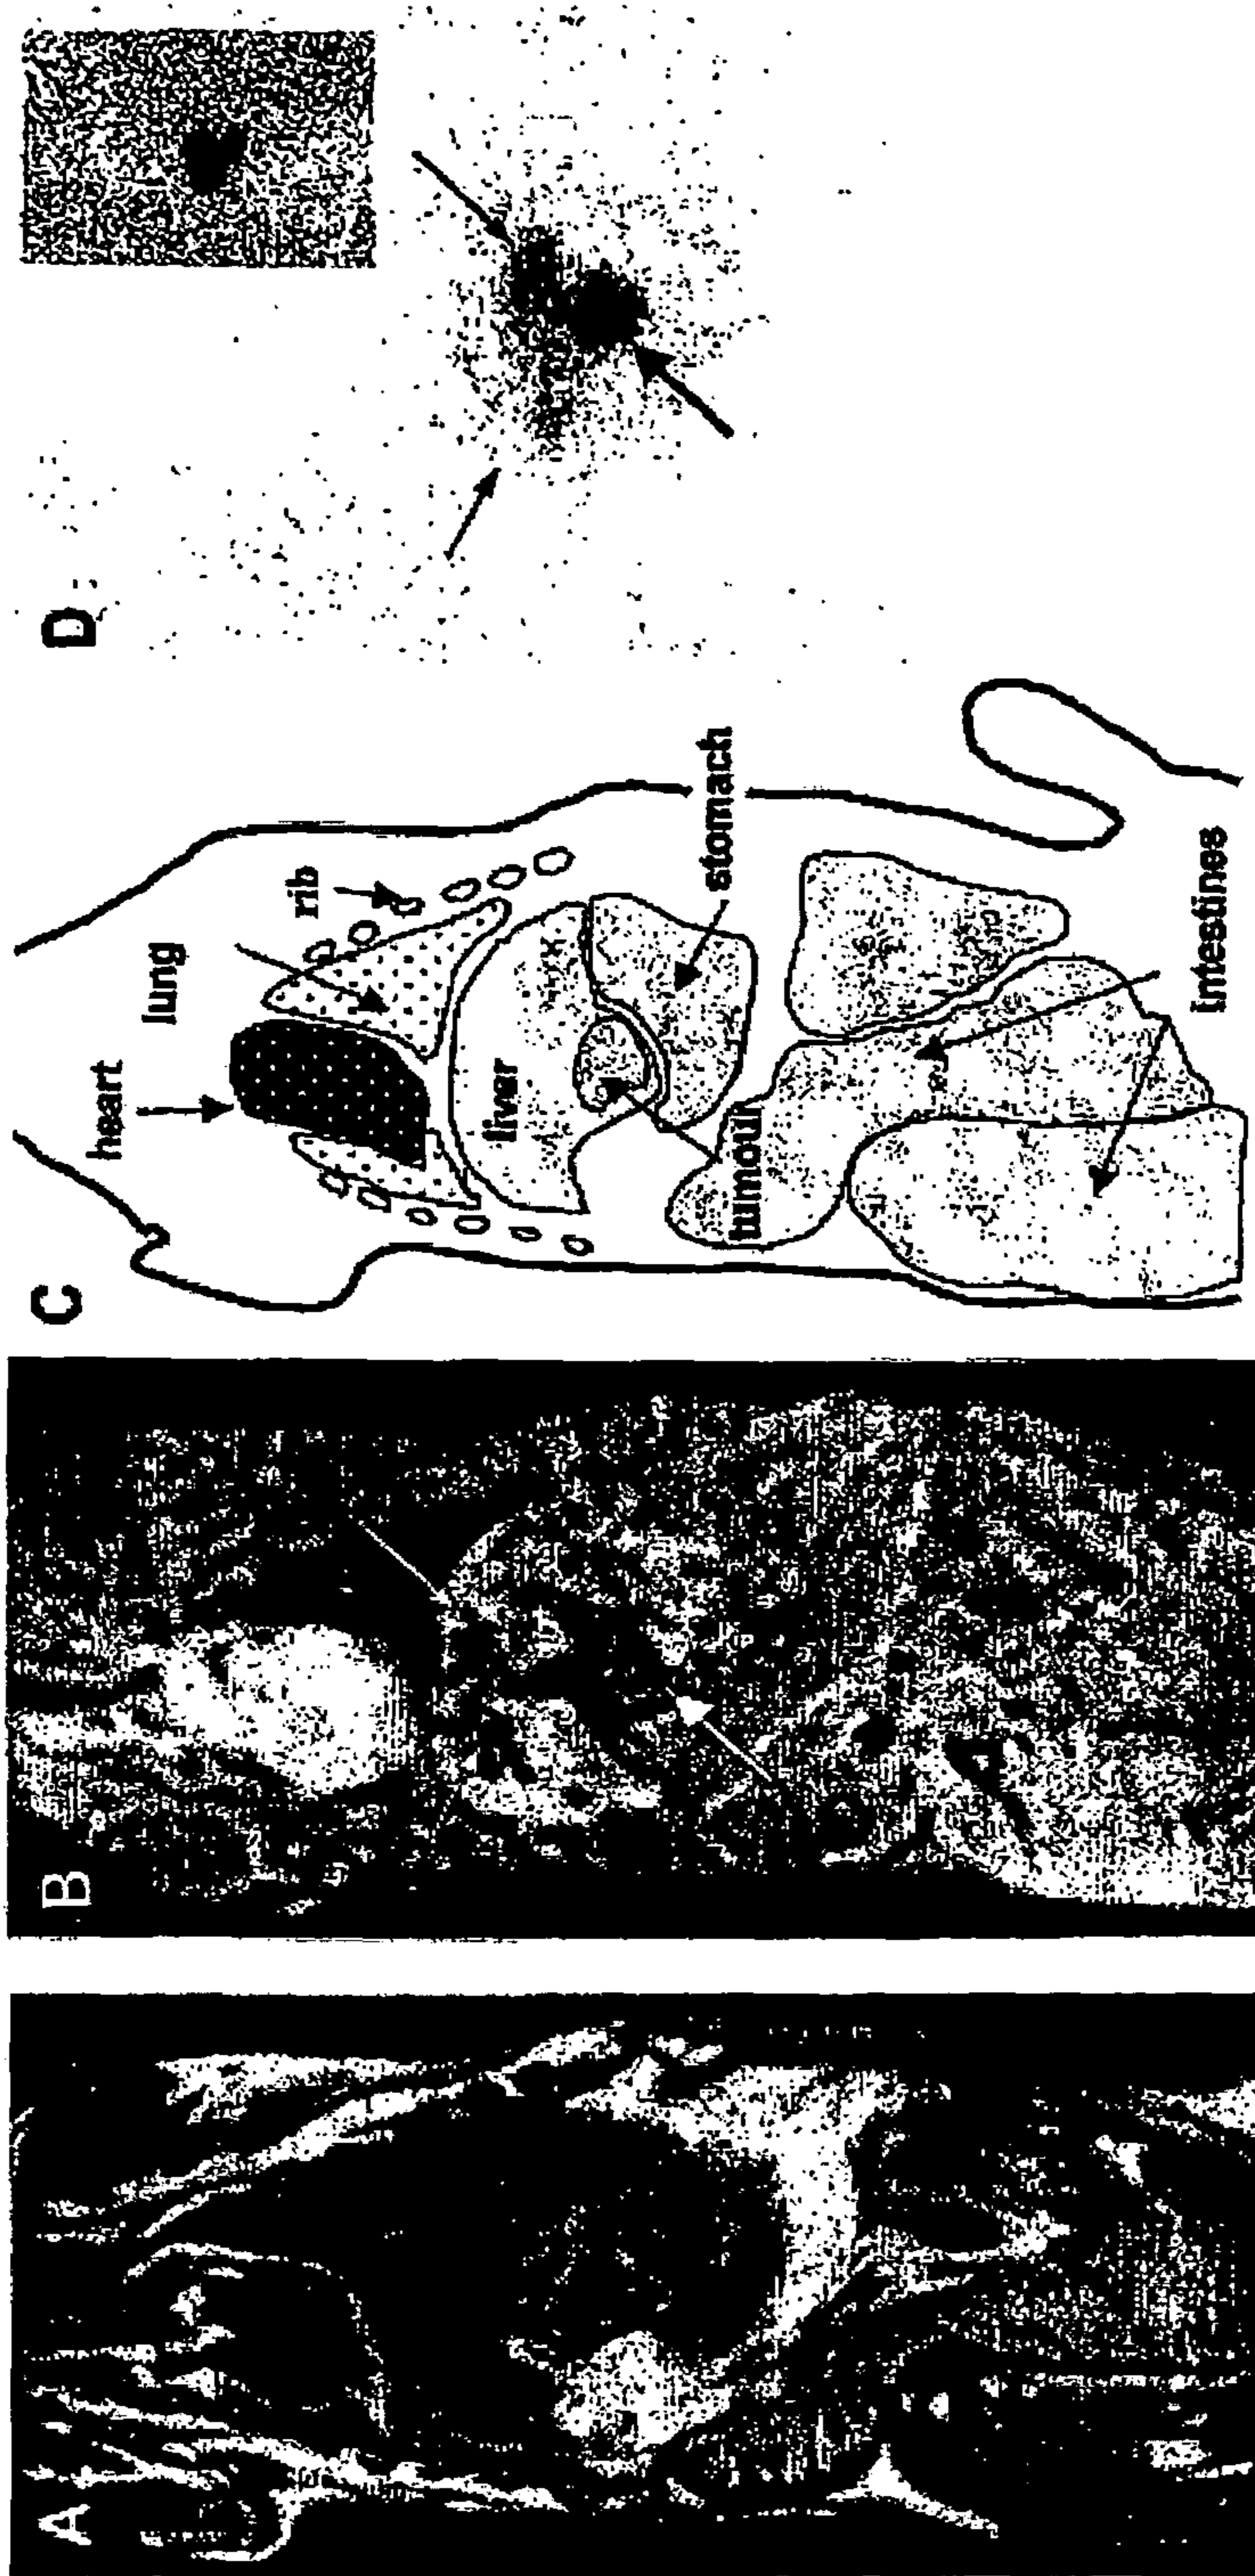 A
B
C
heart
lung
rib
liver
tumour
stomach
intestines
D